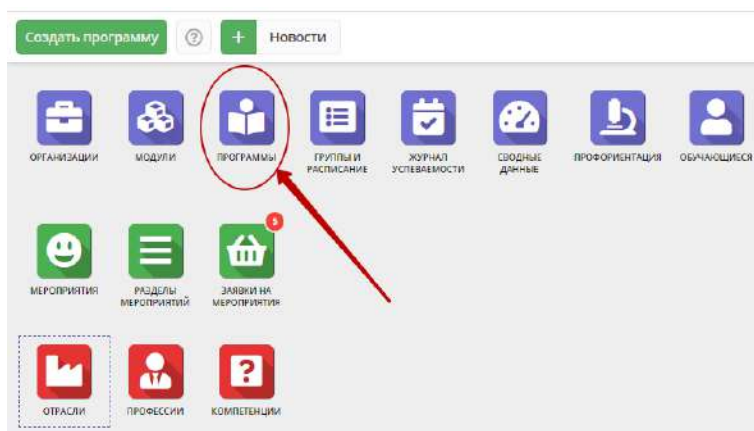 Создать программу ? + Новости
ОРГАНИЗАЦИИ
МОДУЛИ
ПРОГРАММЫ
ГРУППЫ И
РАСПИСАНИЕ
ЖУРНАЛ
УСПЕВАЕМОСТИ
СВОДНЫЕ
ДАННЫЕ
ПРОФОРИЕНТАЦИЯ
ОБУЧАЮЩИЕСЯ
МЕРОПРИЯТИЯ
РАЗДЕЛЫ
МЕРОПРИЯТИЙ
5
ЗАЯВКИ НА
МЕРОПРИЯТИЯ
ОТРАСЛИ
ПРОФЕССИИ
?
КОМПЕТЕНЦИИ